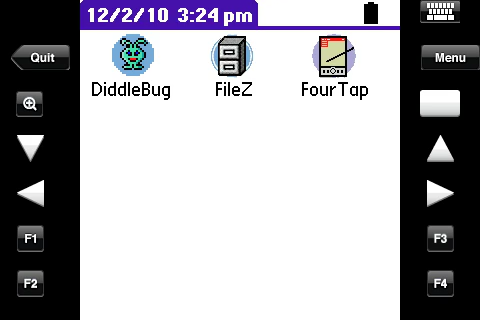 12/2/10 3:24 pm
Quit
Menu
DiddleBug
FileZ
FourTap
F1
F3
F2
F4